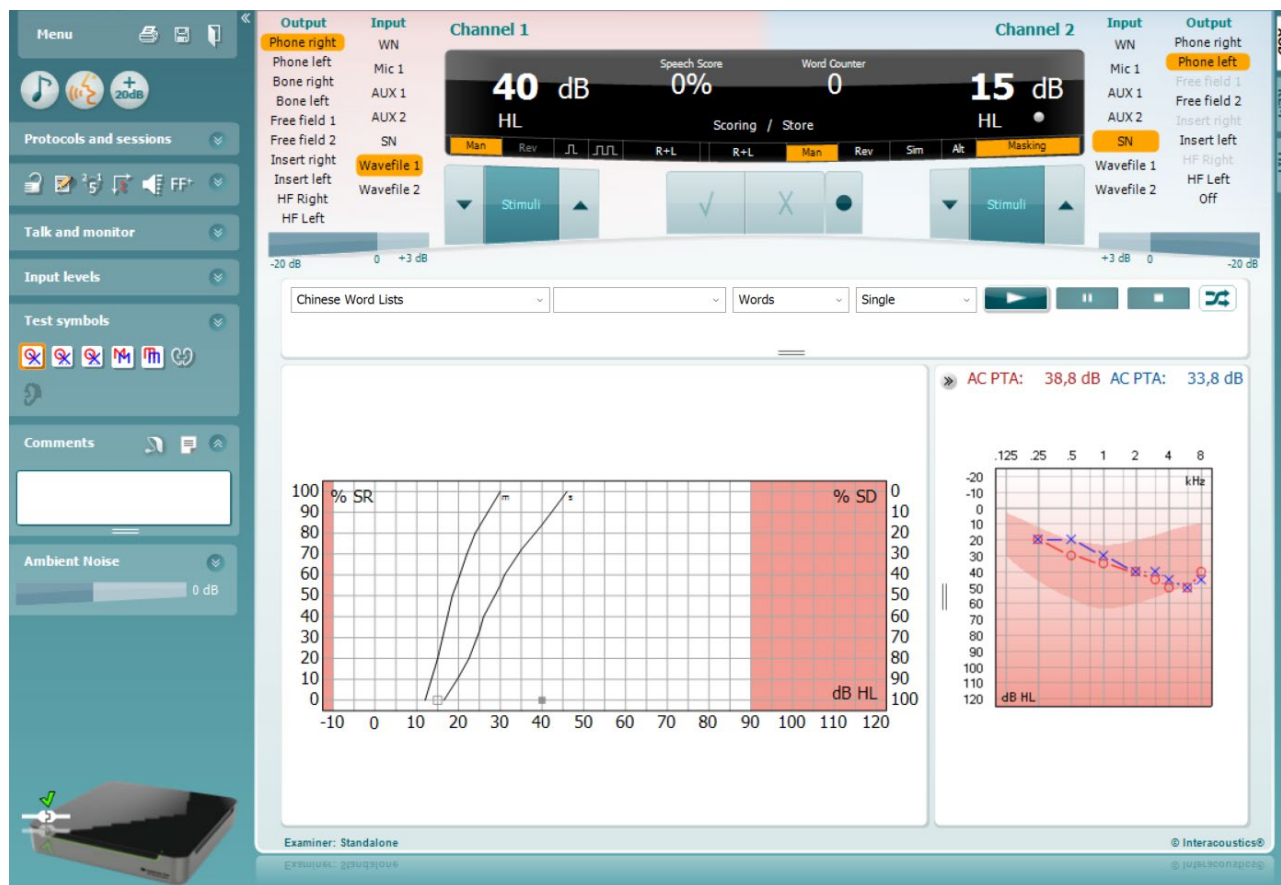 Menu
20dB
Protocols and sessions
FF+
Talk and monitor
Input levels
Test symbols
Comments
Ambient Noise
0 dB
Output
Phone right
Phone left
Bone right
Bone left
Free field 1
Free field 2
Insert right
Insert left
HF Right
HF Left
Input
WN
Mic 1
AUX 1
AUX 2
SN
Wavefile 1
Wavefile 2
-20 dB 0 +3 dB
Channel 1
40 dB
HL
Speech Score
0%
Word Counter
0
Scoring / Store
Channel 2
15 dB
HL
Man Rev R+L R+L Man Rev Sim Alt Masking
Stimuli
Stimuli
Input
WN
Mic 1
AUX 1
AUX 2
SN
Wavefile 1
Wavefile 2
Output
Phone right
Phone left
Free field 1
Free field 2
Insert right
Insert left
HF Right
HF Left
Off
+3 dB 0 -20 dB
Chinese Word Lists Words Single
% SR
% SD
m
s
100
90
80
70
60
50
40
30
20
10
0
0
10
20
30
40
50
60
70
80
90
100
dB HL
-10 0 10 20 30 40 50 60 70 80 90 100 110 120
AC PTA: 38,8 dB AC PTA: 33,8 dB
.125 .25 .5 1 2 4 8
kHz
-20
-10
0
10
20
30
40
50
60
70
80
90
100
110
120
dB HL
Examiner: Standalone
© Interacoustics®